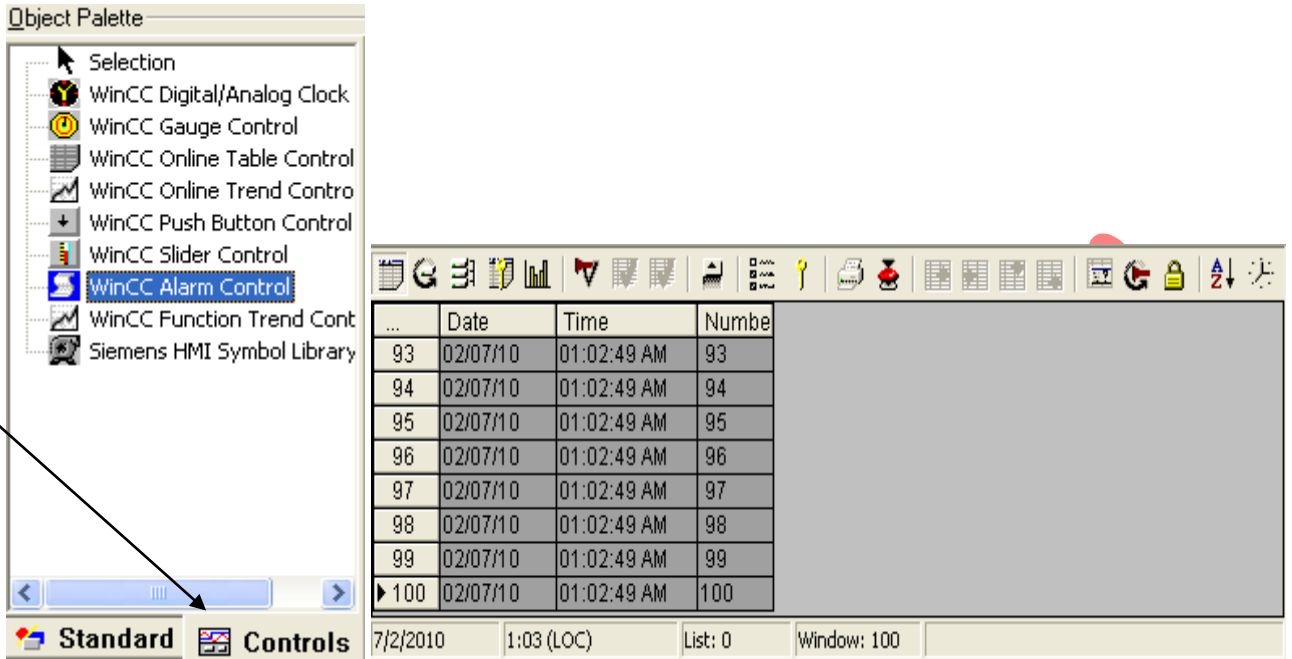 Object Palette
Selection
WinCC Digital/Analog Clock
WinCC Gauge Control
WinCC Online Table Control
WinCC Online Trend Contro
WinCC Push Button Control
WinCC Slider Control
WinCC Alarm Control
WinCC Function Trend Cont
Siemens HMI Symbol Library
Standard Controls
... Date Time Numbe
93 02/07/10 01:02:49 AM 93
94 02/07/10 01:02:49 AM 94
95 02/07/10 01:02:49 AM 95
96 02/07/10 01:02:49 AM 96
97 02/07/10 01:02:49 AM 97
98 02/07/10 01:02:49 AM 98
99 02/07/10 01:02:49 AM 99
100 02/07/10 01:02:49 AM 100
7/2/2010 1:03 (LOC) List: 0 Window: 100